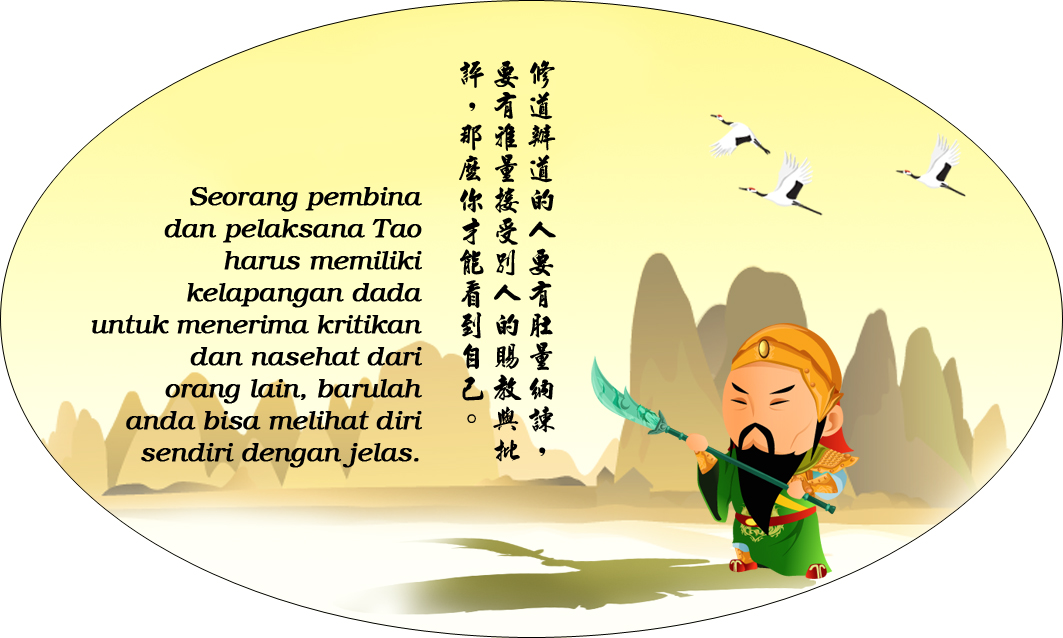 修道辦道的人要有肚量納諫，
要有雅量接受別人的賜教與批
評，那麼你才能看到自己。
Seorang pembina
dan pelaksana Tao
harus memiliki
kelapangan dada
untuk menerima kritikan
dan nasehat dari
orang lain, barulah
anda bisa melihat diri
sendiri dengan jelas.